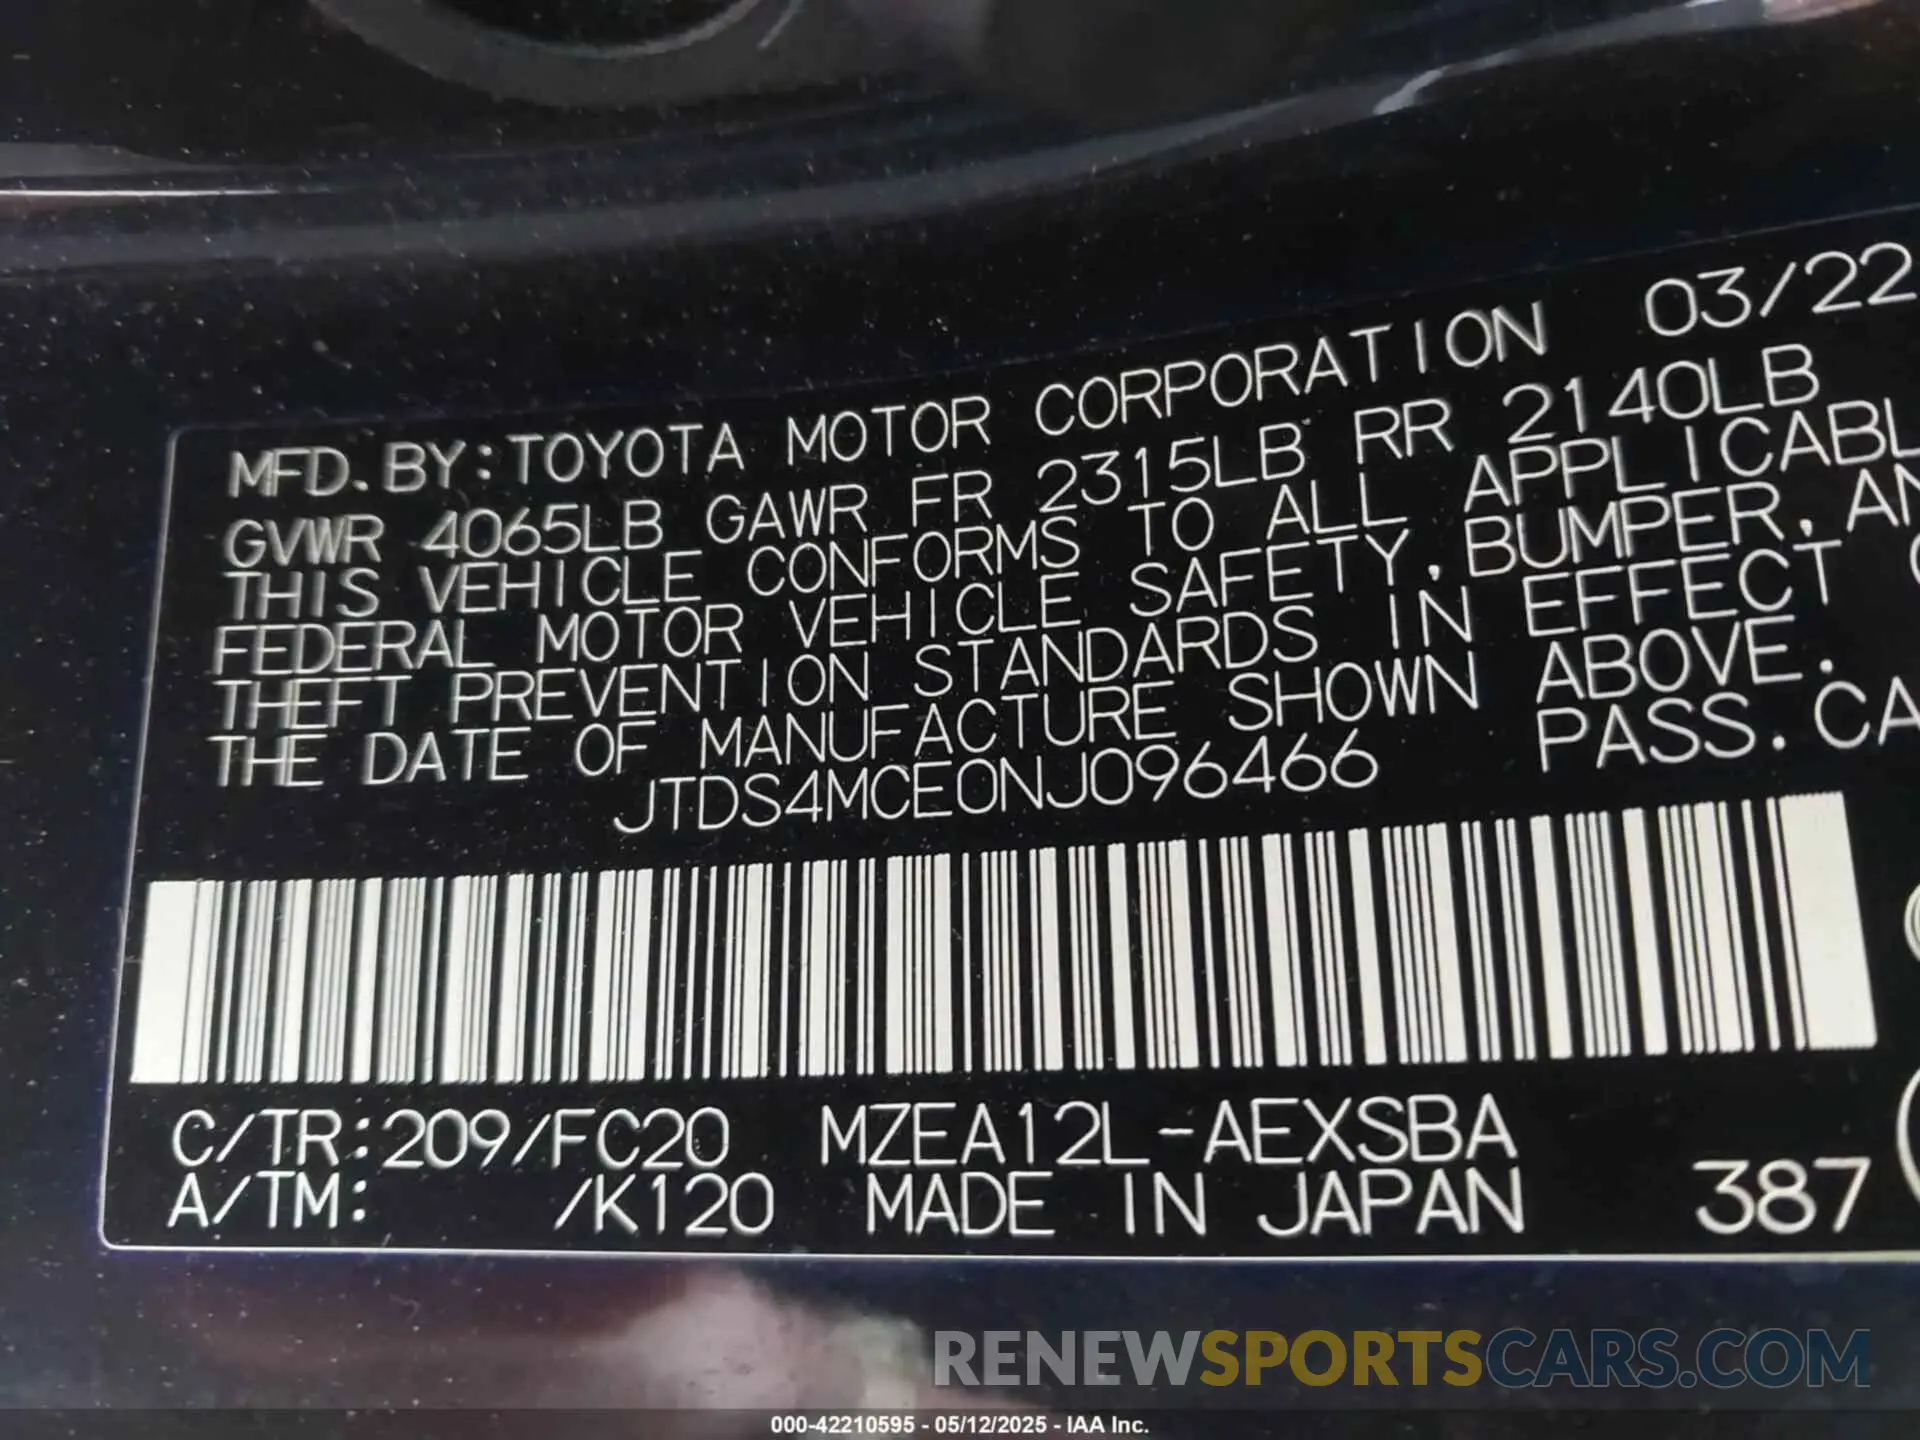 MFD. BY: TOYOTA MOTOR CORPORATION 03/22
GVWR 4065LB GAWR FR 2315LB RR 2140LB
THIS VEHICLE CONFORMS TO ALL APPLICABL
FEDERAL MOTOR VEHICLE SAFETY, BUMPER, AN
THEFT PREVENTION STANDARDS IN EFFECT
THE DATE OF MANUFACTURE SHOWN ABOVE.
JTDS4MCE0NJ096466 PASS. CA
C/TR: 209/FC20 MZEA12L-AEXSBA
A/TM: /K120 MADE IN JAPAN 387
RENEWSPORTSCARS.COM
000-42210595 - 05/12/2025 - IAA Inc.